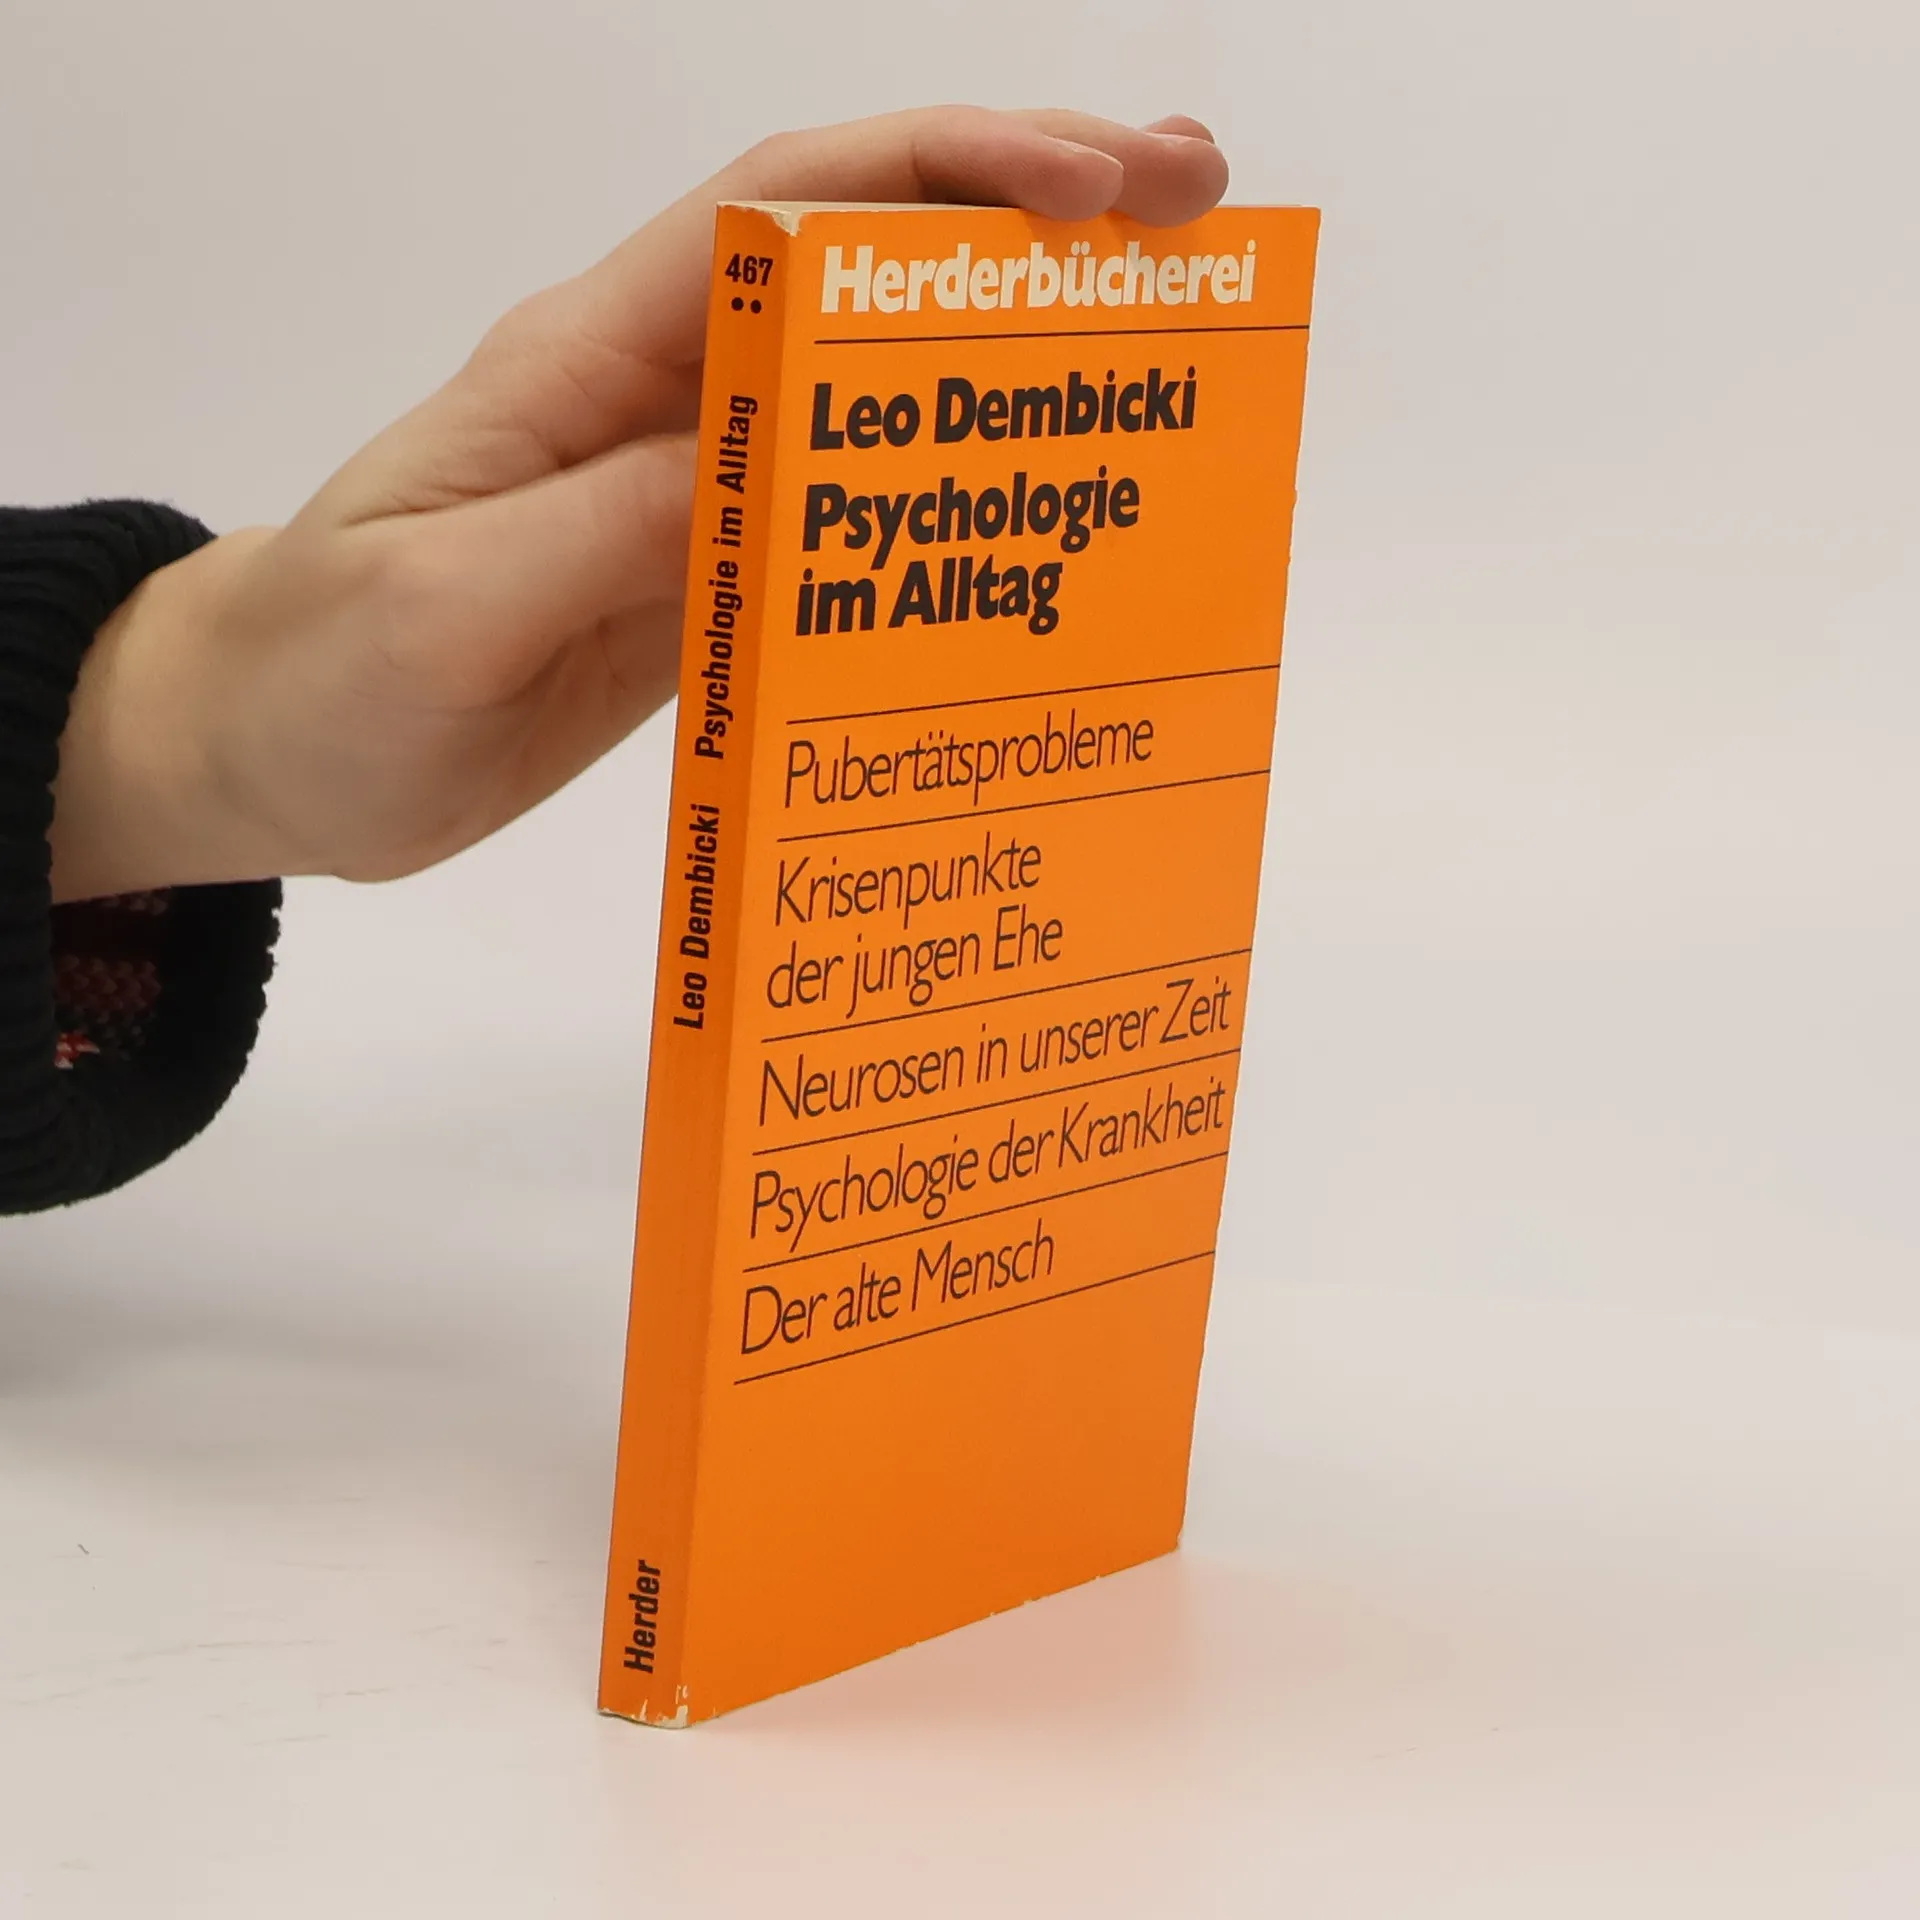 467
Leo Dembicki Psychologie im Alltag
Herder
Herderbücherei
Leo Dembicki
Psychologie
im Alltag
Pubertätsprobleme
Krisenpunkte
der jungen Ehe
Neurosen in unserer Zeit
Psychologie der Krankheit
Der alte Mensch